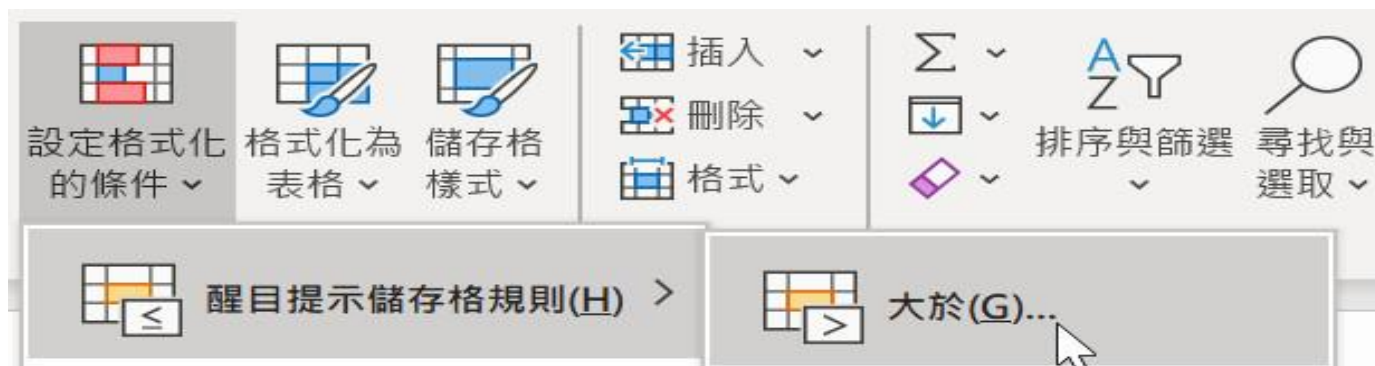 設定格式化
的條件
格式化為
表格
儲存格
樣式
插入
刪除
格式
排序與篩選
尋找與
選取
醒目提示儲存格規則(H)
大於(G)...